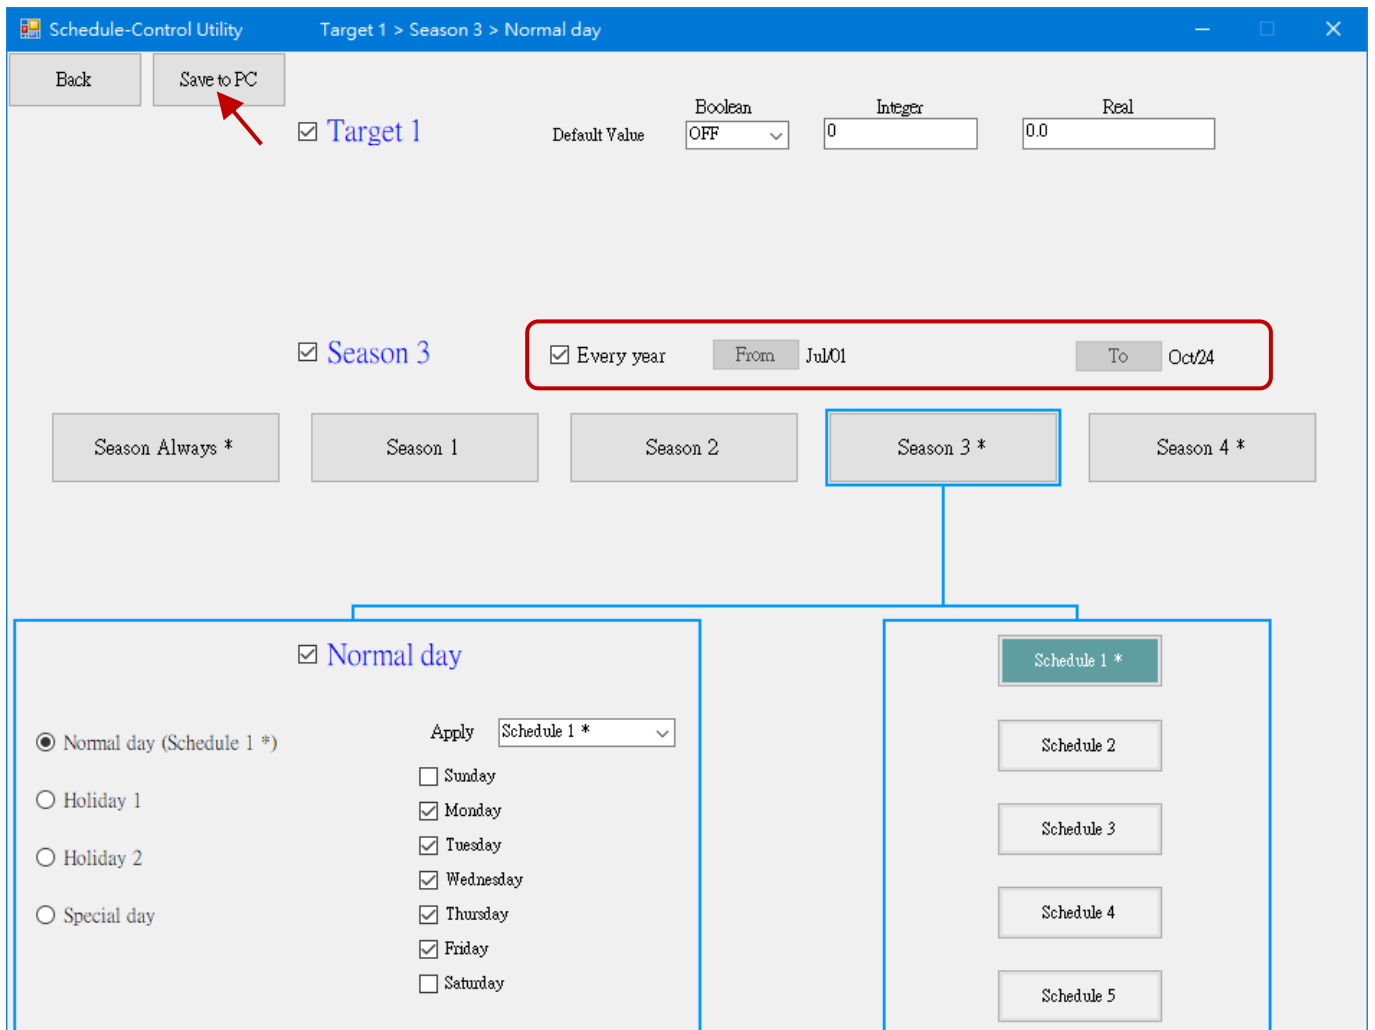 Schedule-Control Utility Target 1 > Season 3 > Normal day
Back Save to PC
Boolean Integer Real
Target 1 Default Value OFF 0 0.0
Season 3 Every year From Jul/01 To Oct/24
Season Always * Season 1 Season 2 Season 3 * Season 4 *
Normal day
Normal day (Schedule 1 *)
Holiday 1
Holiday 2
Special day
Apply Schedule 1 *
Sunday
Monday
Tuesday
Wednesday
Thursday
Friday
Saturday
Schedule 1 *
Schedule 2
Schedule 3
Schedule 4
Schedule 5